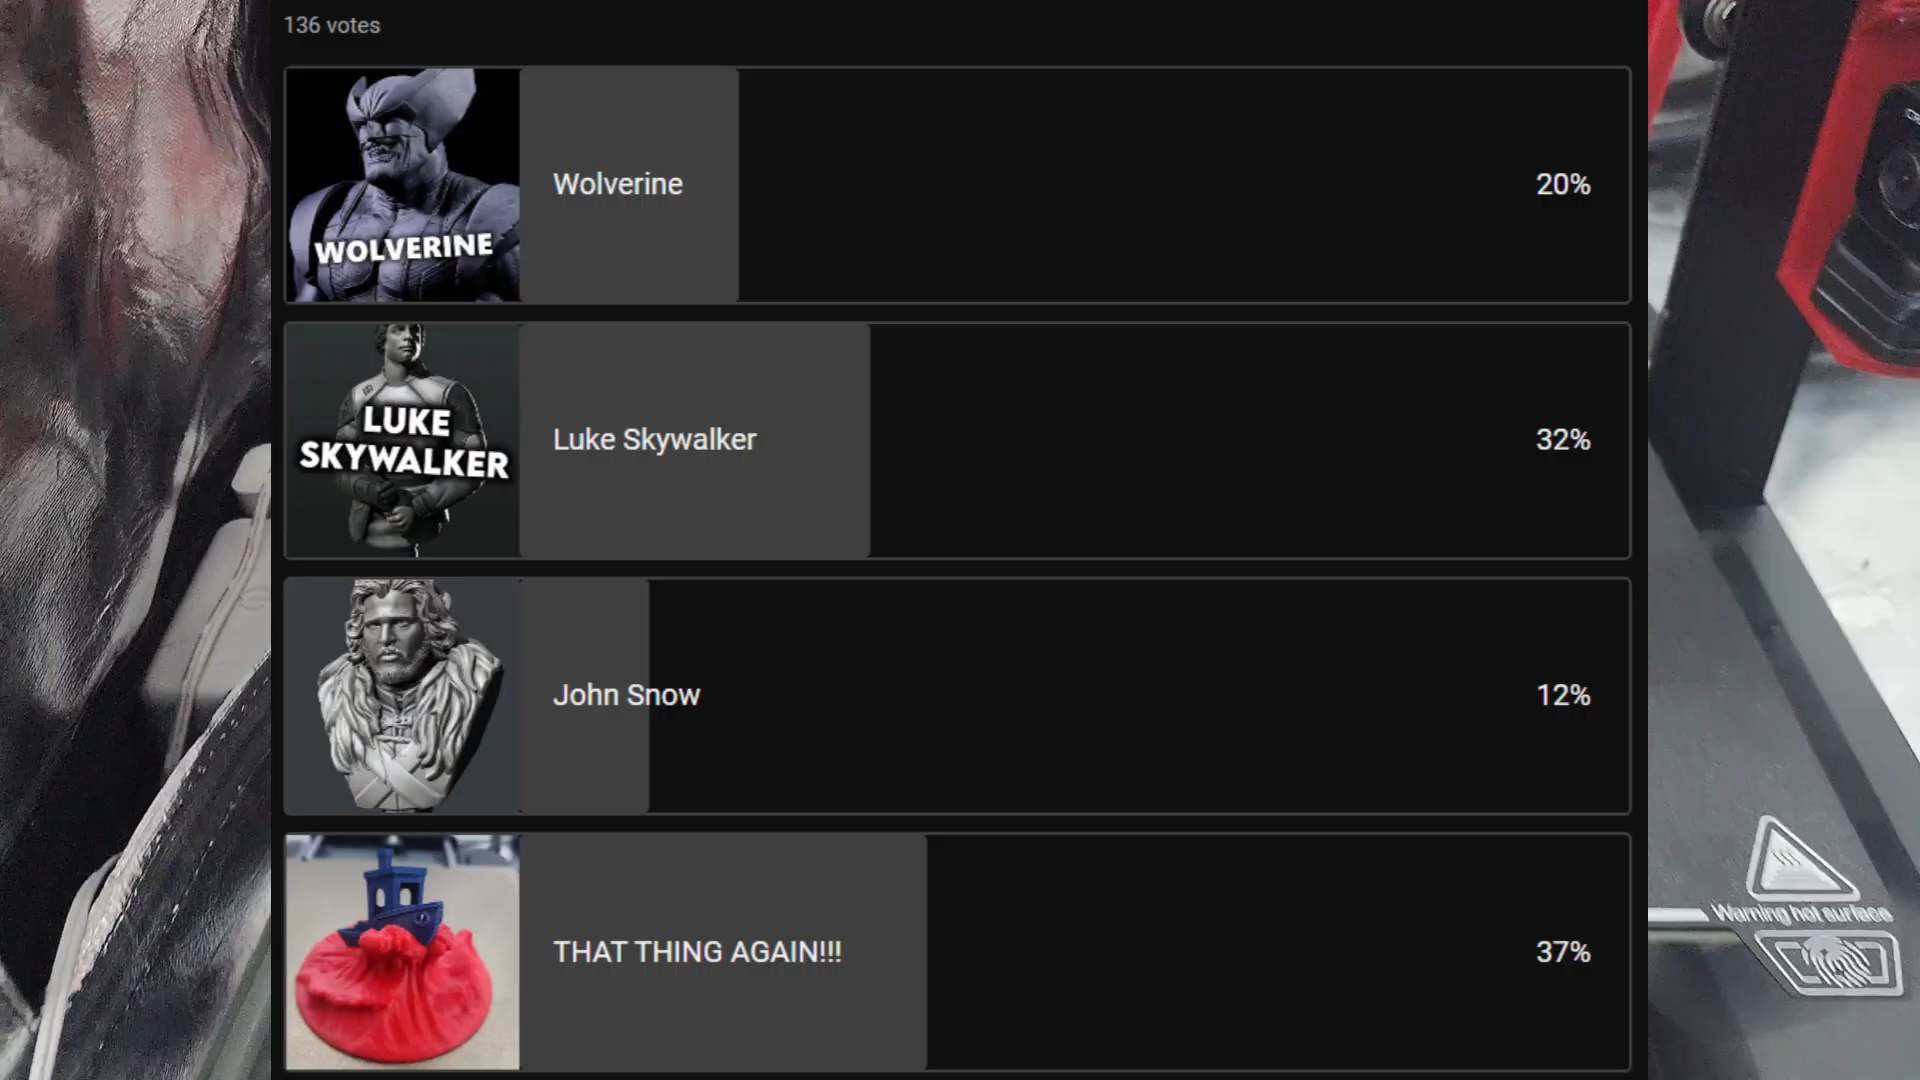 136 votes
WOLVERINE
Wolverine
20%
LUKE
SKYWALKER
Luke Skywalker
32%
John Snow
12%
THAT THING AGAIN!!!
37%
Warning hot surface